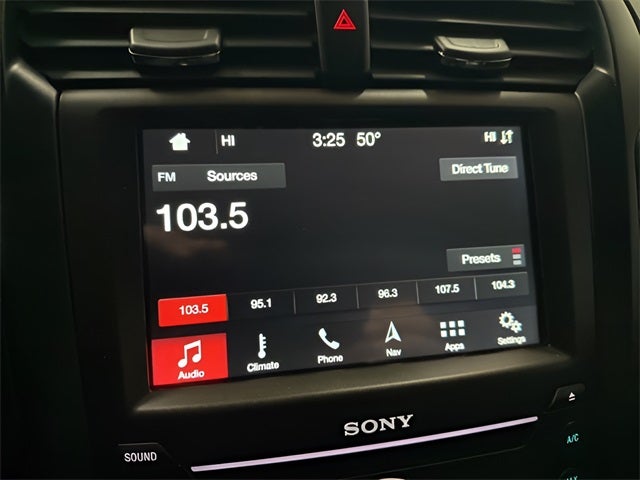 HI 3:25 50° HI
FM Sources Direct Tune
103.5
Presets
103.5 95.1 92.3 96.3 107.5 104.3
Audio Climate Phone Nav Apps Settings
SONY
SOUND
A/C